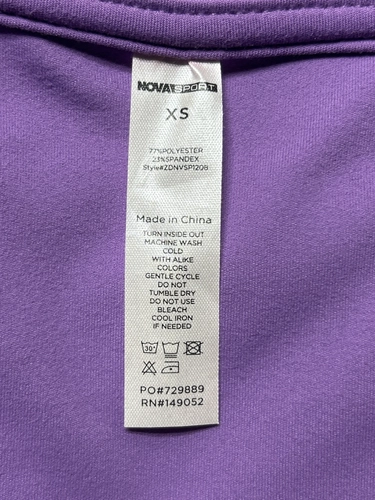 NOVA SPORT
XS
77%POLYESTER
23%SPANDEX
Style#ZDNVSP1208
Made in China
TURN INSIDE OUT
MACHINE WASH
COLD
WITH ALIKE
COLORS
GENTLE CYCLE
DO NOT
TUMBLE DRY
DO NOT USE
BLEACH
COOL IRON
IF NEEDED
30°
PO#729889
RN#149052